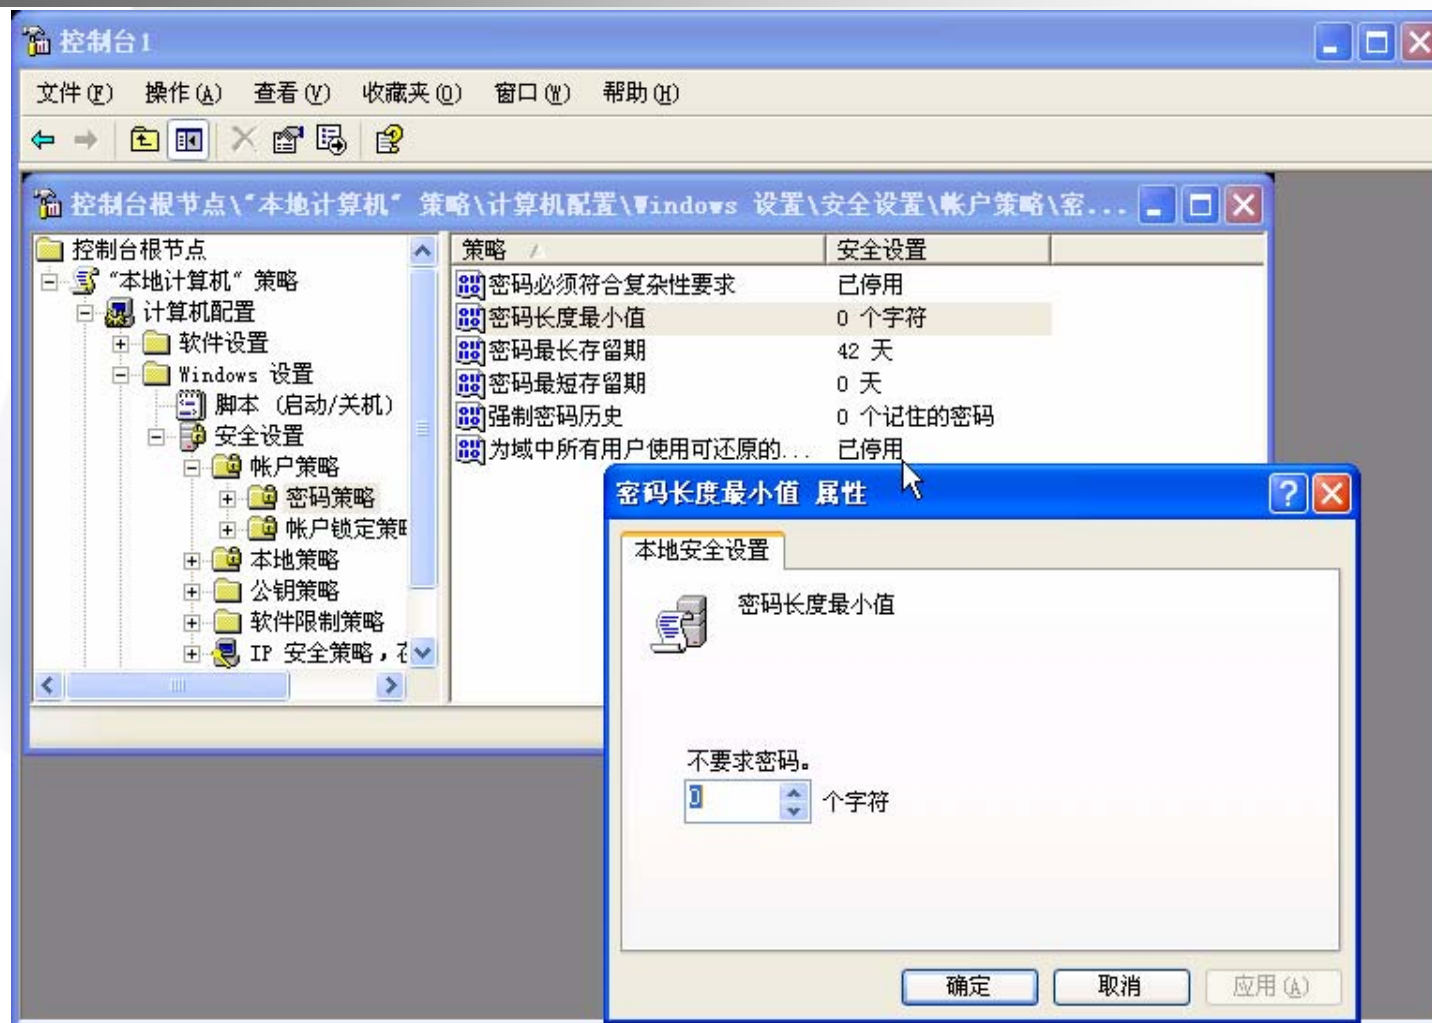 控制台1
文件(F) 操作(A) 查看(V) 收藏夹(O) 窗口(W) 帮助(H)
控制台根节点\"本地计算机" 策略\计算机配置\Windows 设置\安全设置\帐户策略\密...
控制台根节点
"本地计算机" 策略
计算机配置
软件设置
Windows 设置
脚本 (启动/关机)
安全设置
帐户策略
密码策略
帐户锁定策略
本地策略
公钥策略
软件限制策略
IP 安全策略，在
策略 安全设置
密码必须符合复杂性要求 已停用
密码长度最小值 0 个字符
密码最长存留期 42 天
密码最短存留期 0 天
强制密码历史 0 个记住的密码
为域中所有用户使用可还原的... 已停用
密码长度最小值 属性
本地安全设置
密码长度最小值
不要求密码。
0 个字符
确定 取消 应用(A)